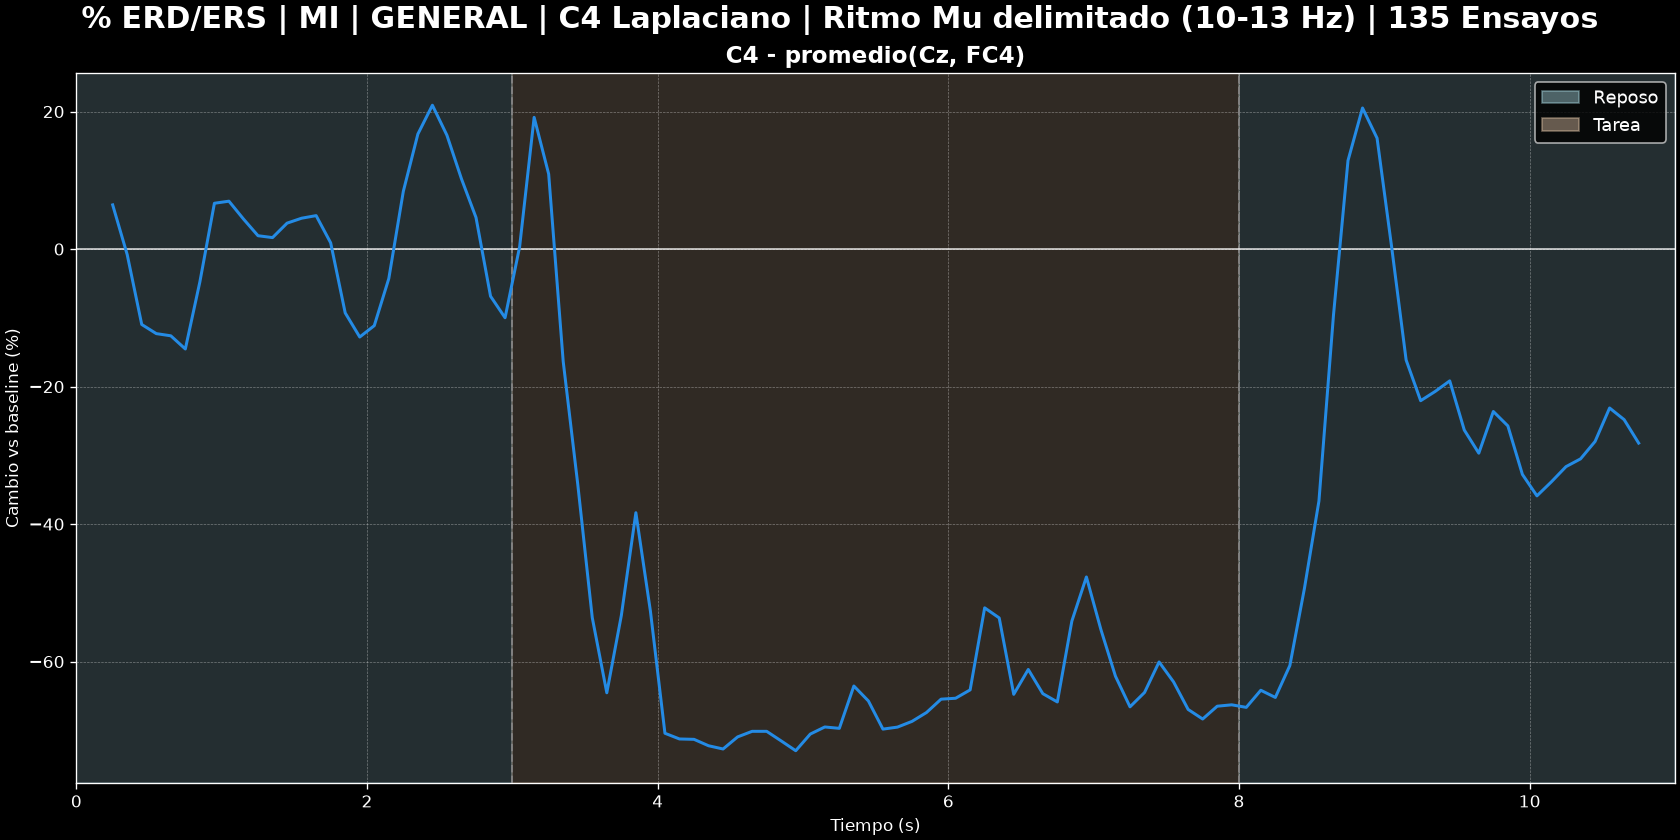 % ERD/ERS | MI | GENERAL | C4 Laplaciano | Ritmo Mu delimitado (10-13 Hz) | 135 Ensayos
C4 - promedio(Cz, FC4)
Reposo
Tarea
Cambio vs baseline (%)
20
0
−20
−40
−60
0
2
4
6
8
10
Tiempo (s)